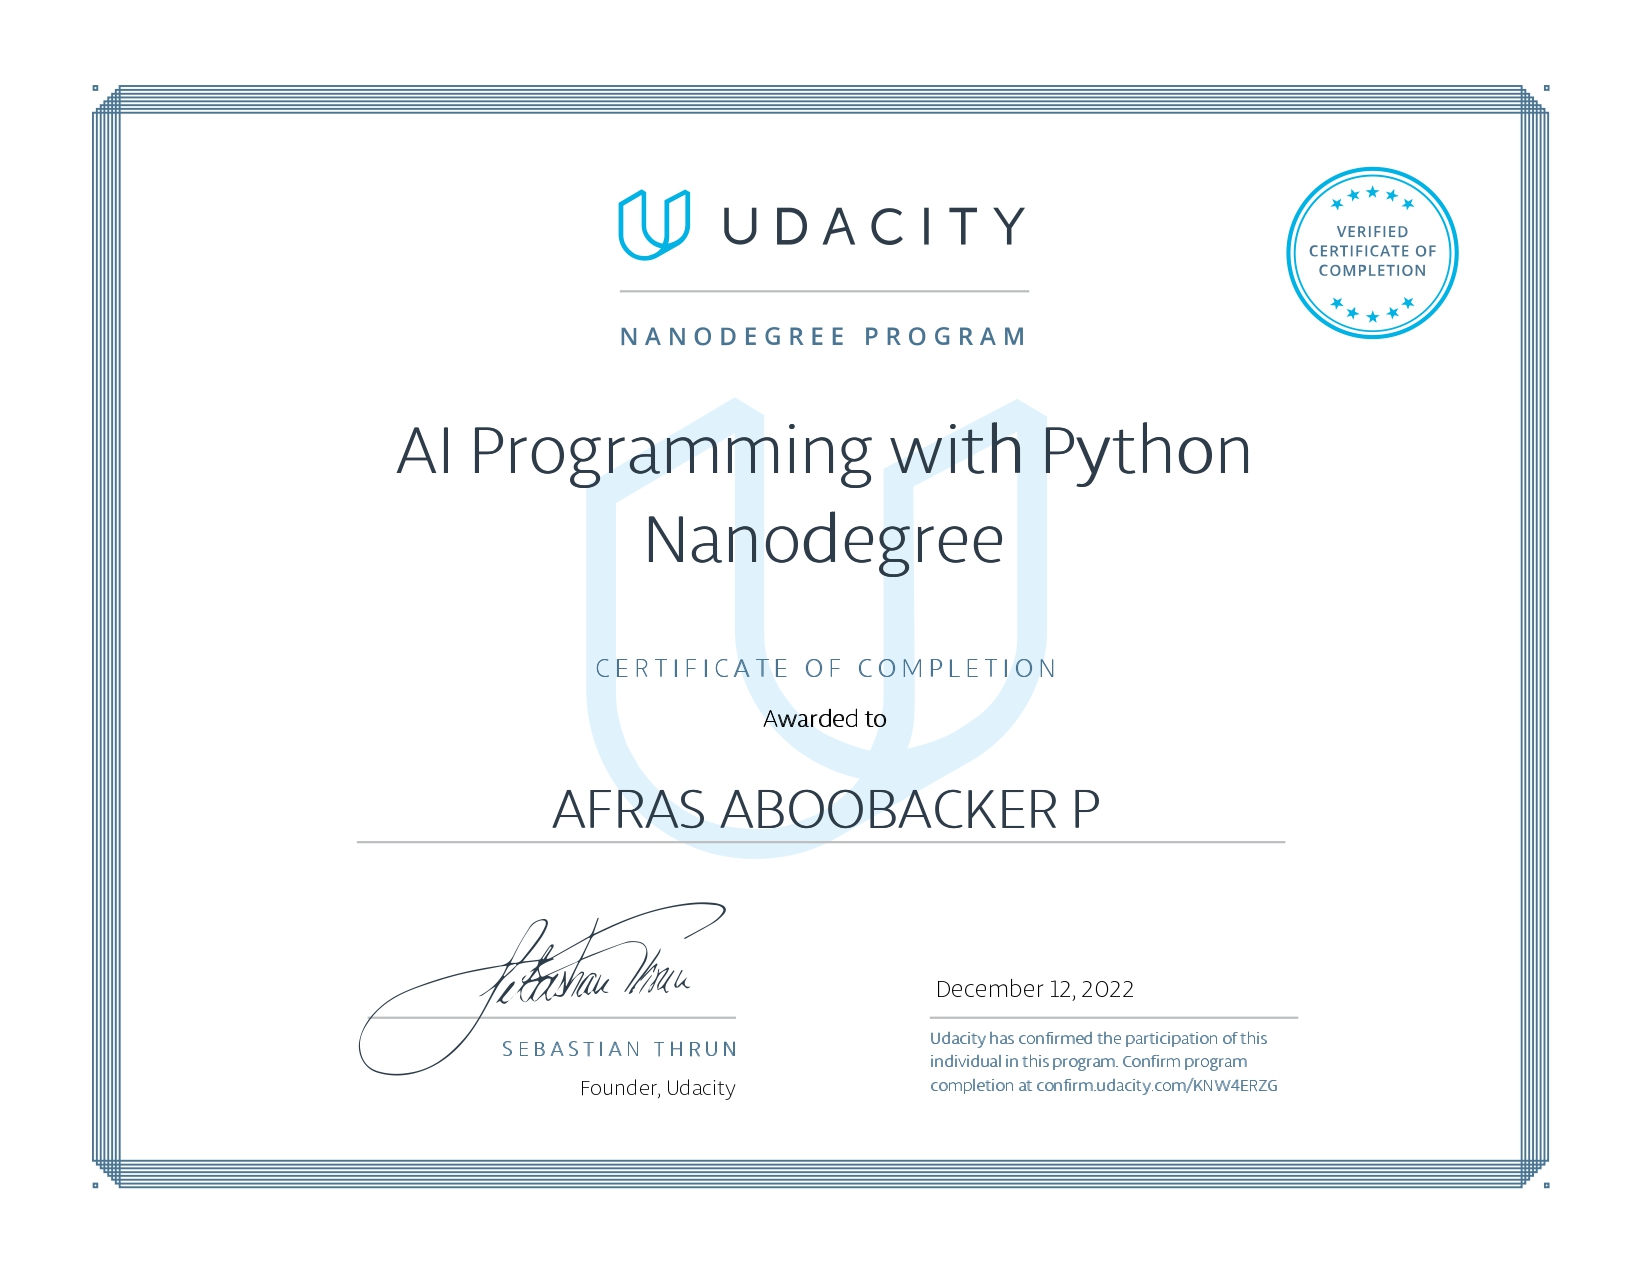 UDACITY
VERIFIED
CERTIFICATE OF
COMPLETION
NANODEGREE PROGRAM
AI Programming with Python
Nanodegree
CERTIFICATE OF COMPLETION
Awarded to
AFRAS ABOOBACKER P
Sebastian Thrun
December 12, 2022
SEBASTIAN THRUN
Founder, Udacity
Udacity has confirmed the participation of this
individual in this program. Confirm program
completion at confirm.udacity.com/KNW4ERZG